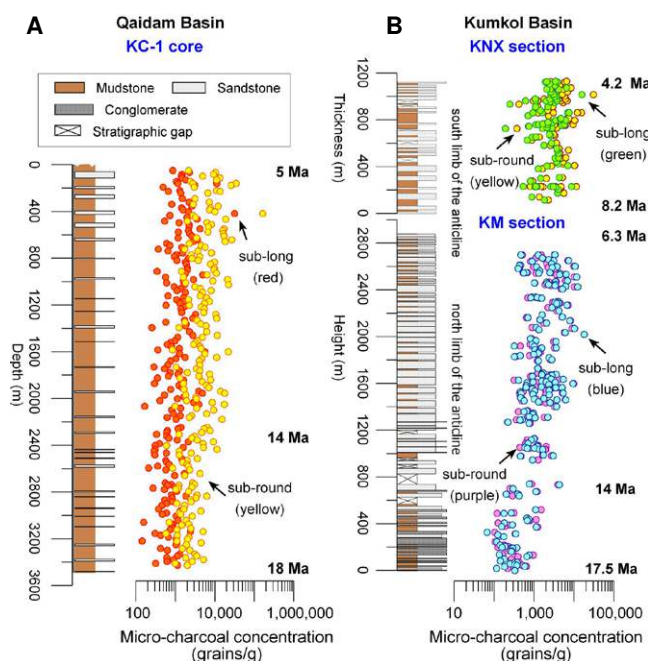 A
Qaidam Basin
KC-1 core
Mudstone
Sandstone
Conglomerate
Stratigraphic gap
0
400
800
1200
1600
2000
2400
2800
3200
3600
Depth (m)
5 Ma
sub-long
(red)
14 Ma
sub-round
(yellow)
18 Ma
100
10,000
1,000,000
Micro-charcoal concentration
(grains/g)
B
Kumkol Basin
KNX section
1200
800
400
0
Thickness (m)
south limb of the anticline
4.2 Ma
sub-long
(green)
sub-round
(yellow)
8.2 Ma
KM section
6.3 Ma
2800
2400
2000
1600
1200
800
400
0
Height (m)
north limb of the anticline
sub-long
(blue)
sub-round
(purple)
14 Ma
17.5 Ma
10
1,000
100,000
Micro-charcoal concentration
(grains/g)